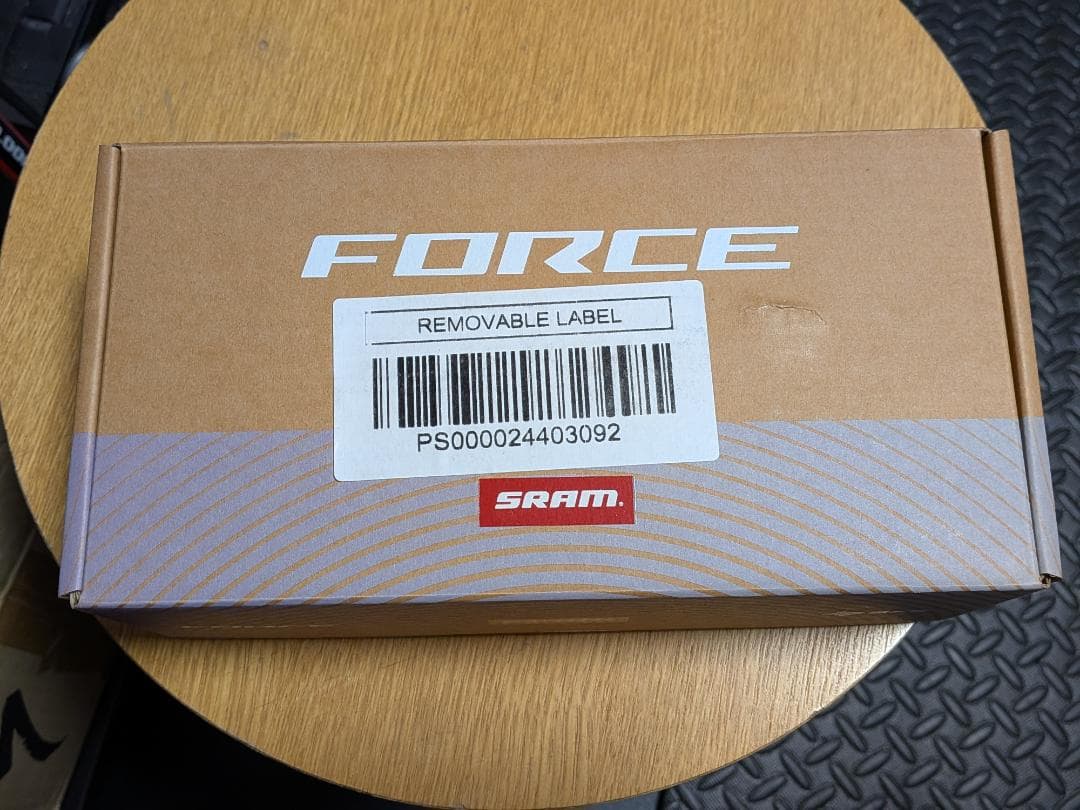 FORCE
REMOVABLE LABEL
PS000024403092
SRAM.